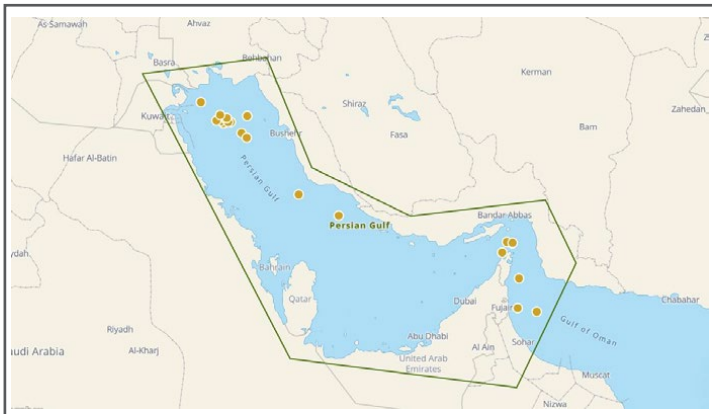 As Samawah
Ahvaz
Basra
Behbahan
Kerman
Zahedan
Kuwait
Shiraz
Bam
Fasa
Bushehr
Hafar Al-Batin
Persian Gulf
Bandar Abbas
Persian Gulf
Bahrain
Qatar
Dubai
Fujair
Chabahar
Gulf of Oman
Riyadh
Abu Dhabi
Al-Kharj
Al Ain
Sohar
audi Arabia
United Arab
Emirates
Muscat
Nizwa